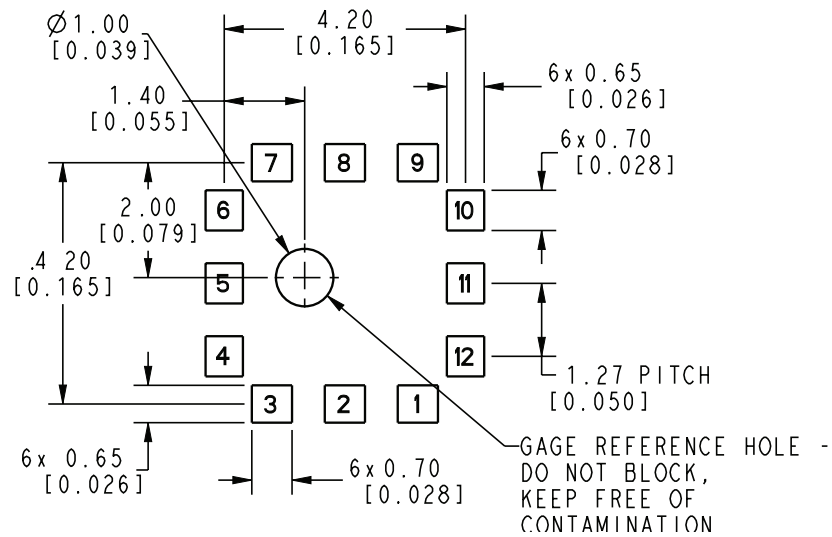 Ø1.00
[0.039]
4.20
[0.165]
6x 0.65
[0.026]
1.40
[0.055]
6x 0.70
[0.028]
7
8
9
6
10
2.00
[0.079]
.4 20
[0.165]
5
11
4
12
1.27 PITCH
[0.050]
3
2
1
6x 0.65
[0.026]
6x 0.70
[0.028]
GAGE REFERENCE HOLE -
DO NOT BLOCK,
KEEP FREE OF
CONTAMINATION